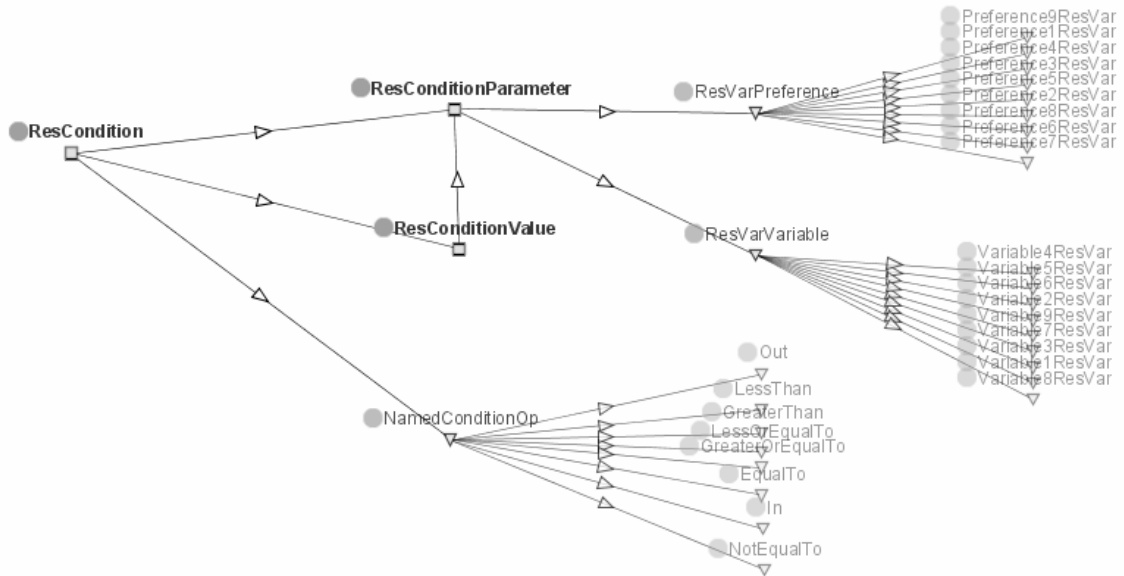 ResCondition
ResConditionParameter
ResConditionValue
NamedConditionOp
ResVarPreference
Preference9ResVar
Preference1ResVar
Preference4ResVar
Preference3ResVar
Preference5ResVar
Preference2ResVar
Preference8ResVar
Preference6ResVar
Preference7ResVar
ResVarVariable
Variable4ResVar
Variable5ResVar
Variable6ResVar
Variable2ResVar
Variable9ResVar
Variable7ResVar
Variable3ResVar
Variable1ResVar
Variable8ResVar
Out
LessThan
GreaterThan
LessOrEqualTo
GreaterOrEqualTo
EqualTo
In
NotEqualTo